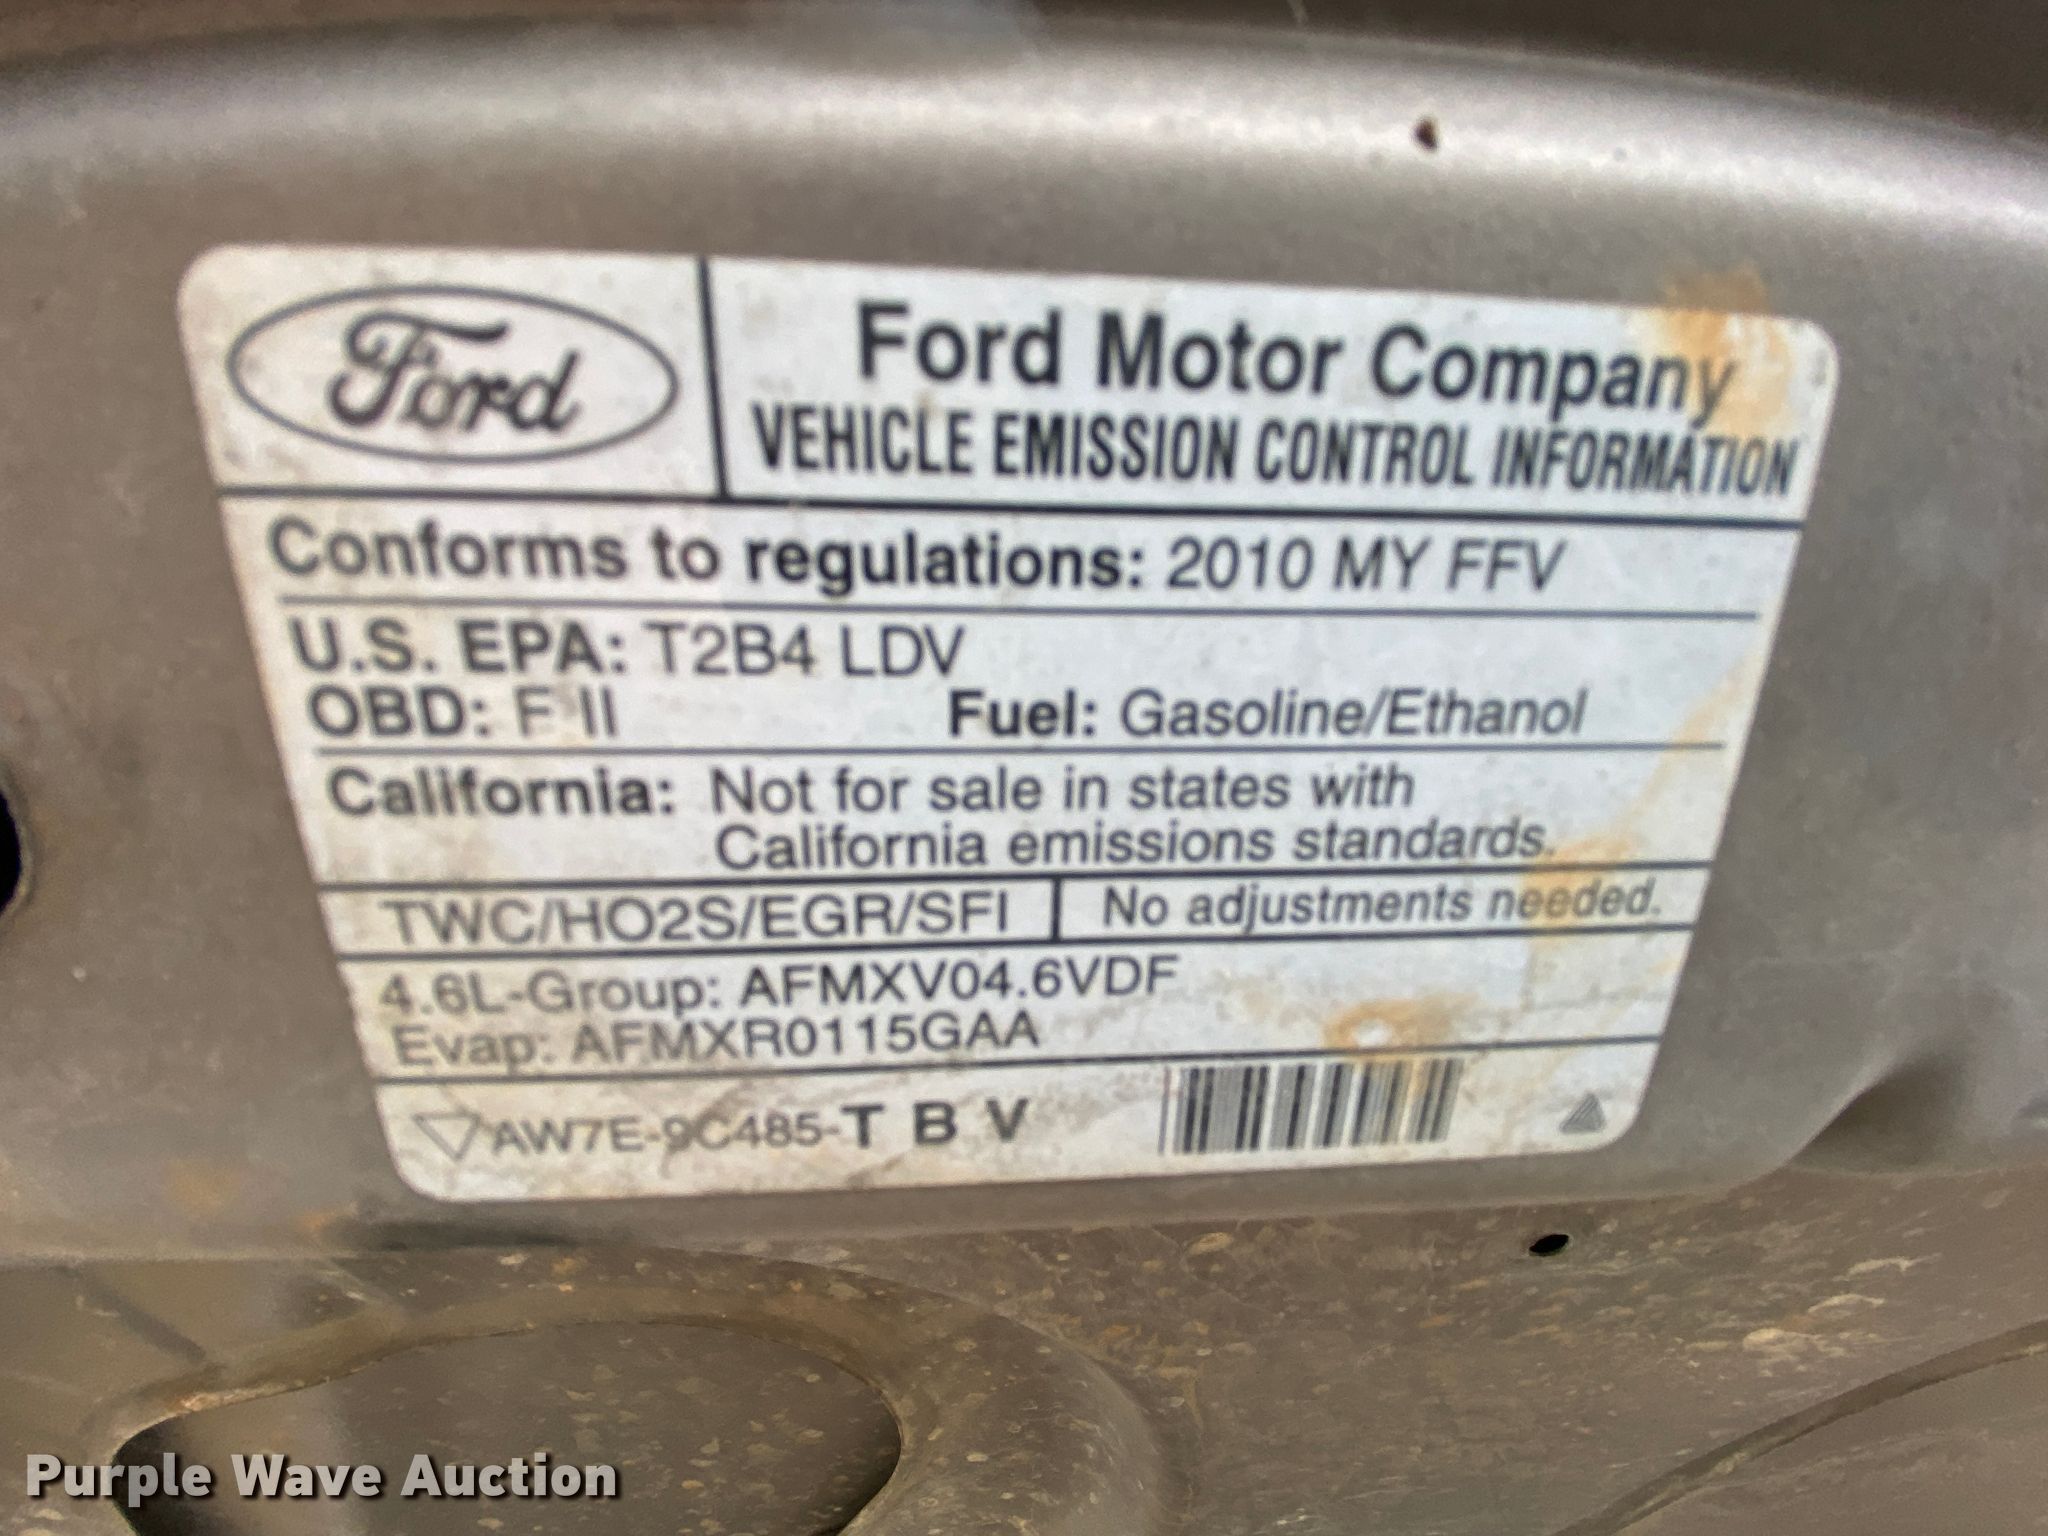 Ford
Ford Motor Company
VEHICLE EMISSION CONTROL INFORMATION
Conforms to regulations: 2010 MY FFV
U.S. EPA: T2B4 LDV
OBD: F II Fuel: Gasoline/Ethanol
California: Not for sale in states with
California emissions standards.
TWC/HO2S/EGR/SFI No adjustments needed.
4.6L-Group: AFMXV04.6VDF
Evap: AFMXR0115GAA
AW7E-9C485-T B V
Purple Wave Auction